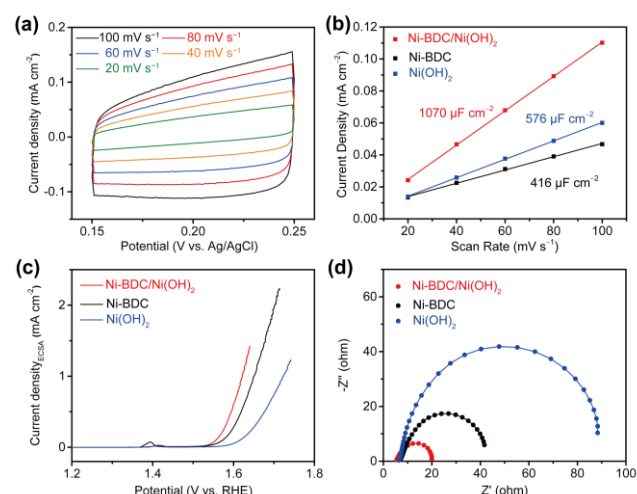 (a)
100 mV s⁻¹
80 mV s⁻¹
60 mV s⁻¹
40 mV s⁻¹
20 mV s⁻¹
Current density (mA cm⁻²)
0.2
0.1
0.0
-0.1
0.15
0.20
0.25
Potential (V vs. Ag/AgCl)
(b)
Ni-BDC/Ni(OH)₂
Ni-BDC
Ni(OH)₂
1070 µF cm⁻²
576 µF cm⁻²
416 µF cm⁻²
Current Density (mA cm⁻²)
0.12
0.09
0.06
0.03
0.00
20
40
60
80
100
Scan Rate (mV s⁻¹)
(c)
Ni-BDC/Ni(OH)₂
Ni-BDC
Ni(OH)₂
Current density_ECSA (mA cm⁻²)
2
1
0
1.2
1.4
1.6
1.8
Potential (V vs. RHE)
(d)
Ni-BDC/Ni(OH)₂
Ni-BDC
Ni(OH)₂
-Z'' (ohm)
60
40
20
0
0
20
40
60
80
100
Z' (ohm)